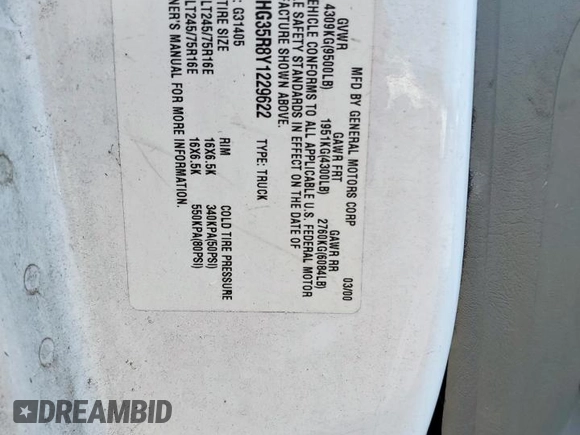 MFD BY GENERAL MOTORS CORP 03/00
GVWR GAWR FRT GAWR RR
4309KG(9500LB) 1951KG(4300LB) 2760KG(6084LB)
VEHICLE CONFORMS TO ALL APPLICABLE U.S. FEDERAL MOTOR
LE SAFETY STANDARDS IN EFFECT ON THE DATE OF
FACTURE SHOWN ABOVE.
HG35R8Y1229622 TYPE: TRUCK
: G31405
TIRE SIZE RIM COLD TIRE PRESSURE
LT245/75R16E 16X6.5K 340KPA(50PSI)
LT245/75R16E 16X6.5K 550KPA(80PSI)
NER'S MANUAL FOR MORE INFORMATION.
DREAMBID